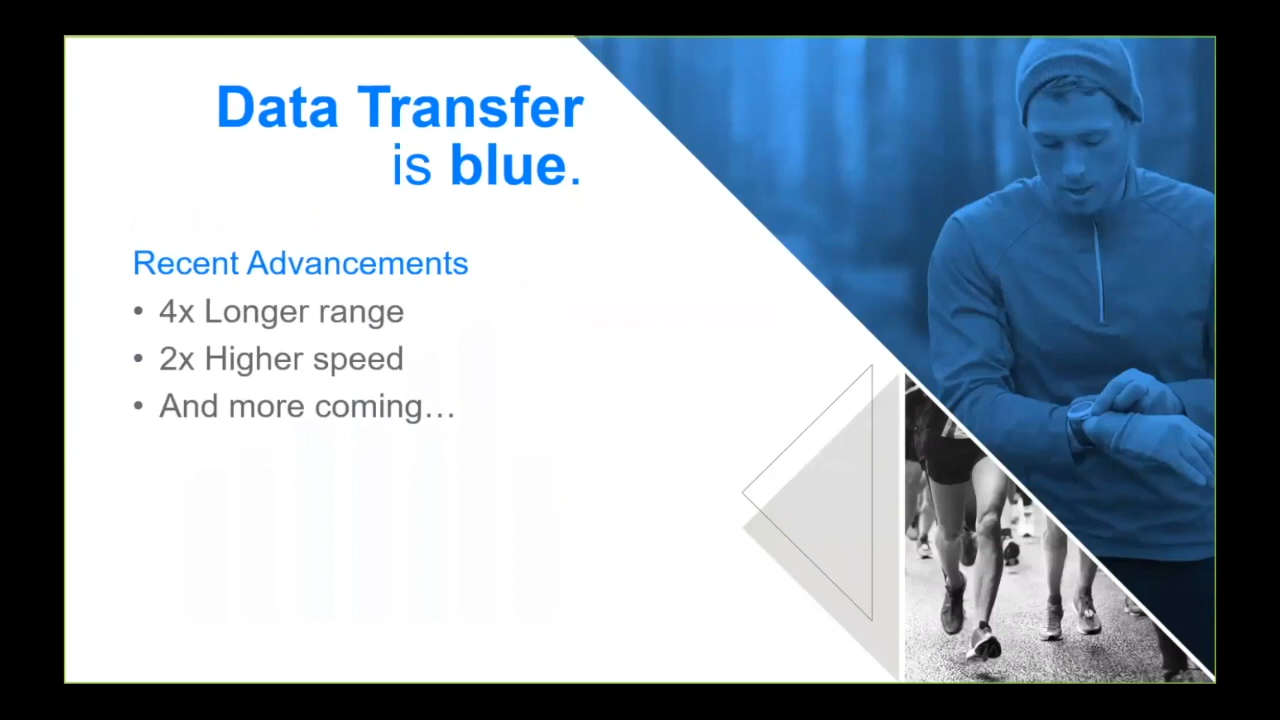 Data Transfer
is blue.
Recent Advancements
• 4x Longer range
• 2x Higher speed
• And more coming…